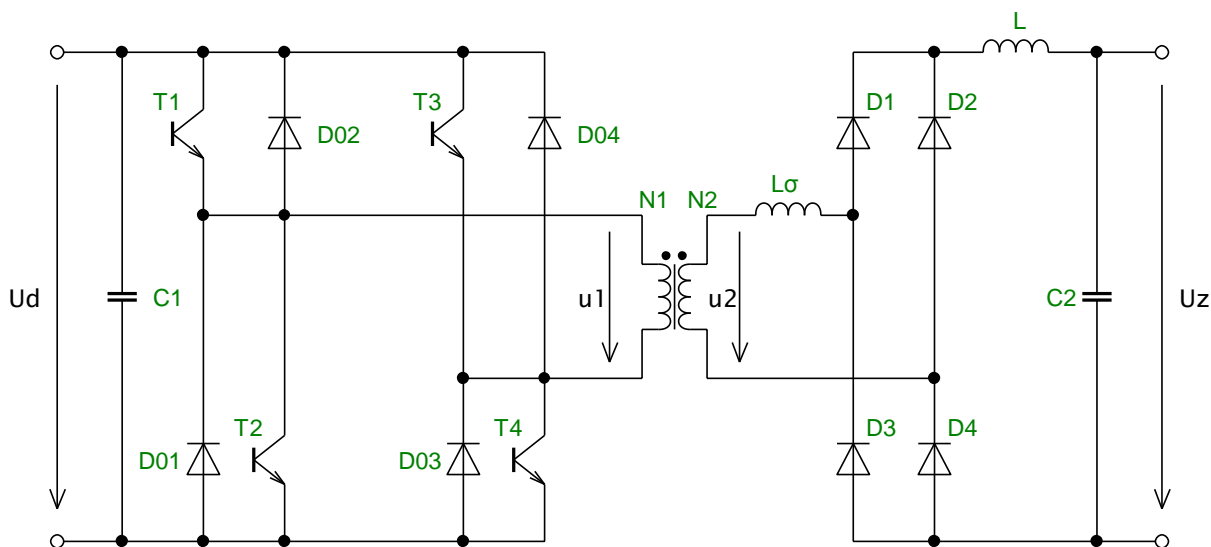 L
T1
T3
D1
D2
D02
D04
N1
N2
Lσ
Ud
C1
u1
u2
C2
Uz
T2
T4
D3
D4
D01
D03